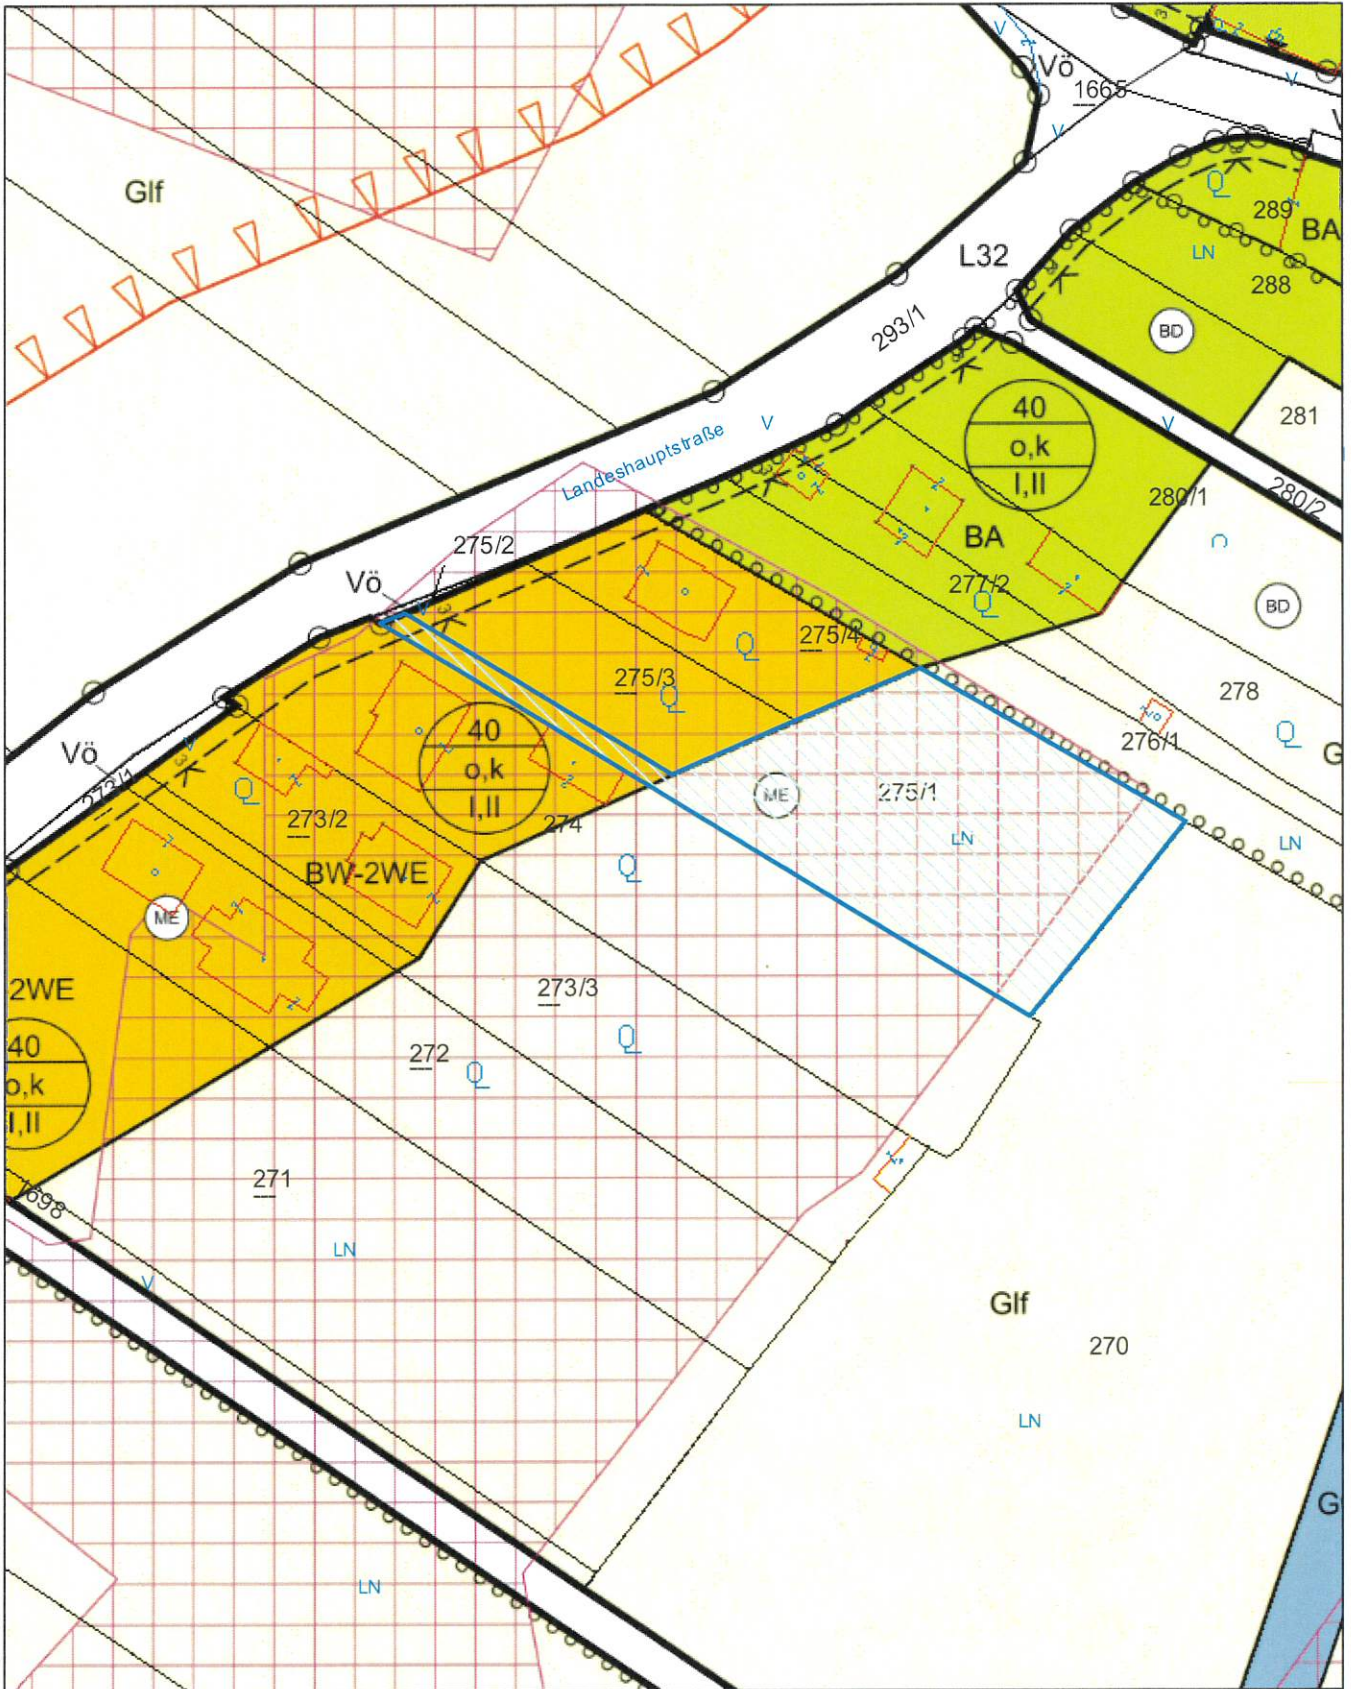 V
Vö
1665
V
V
Glf
289
BA
LN
L32
288
293/1
BD
40
o,k
I,II
281
V
V
Landeshauptstraße
280/1
280/2
BA
275/2
Vö
V
277/2
BD
275/4
275/3
278
40
o,k
I,II
276/1
G
Vö
V
273/1
ME
275/1
273/2
274
LN
LN
BW-2WE
ME
2WE
273/3
40
o,k
I,II
272
271
1698
LN
V
Glf
270
LN
G
LN